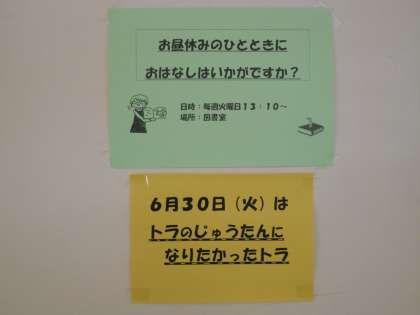 お昼休みのひとときに
おはなしはいかがですか？
日時：毎週火曜日１３：１０～
場所：図書室
６月３０日（火）は
トラのじゅうたんに
なりたかったトラ